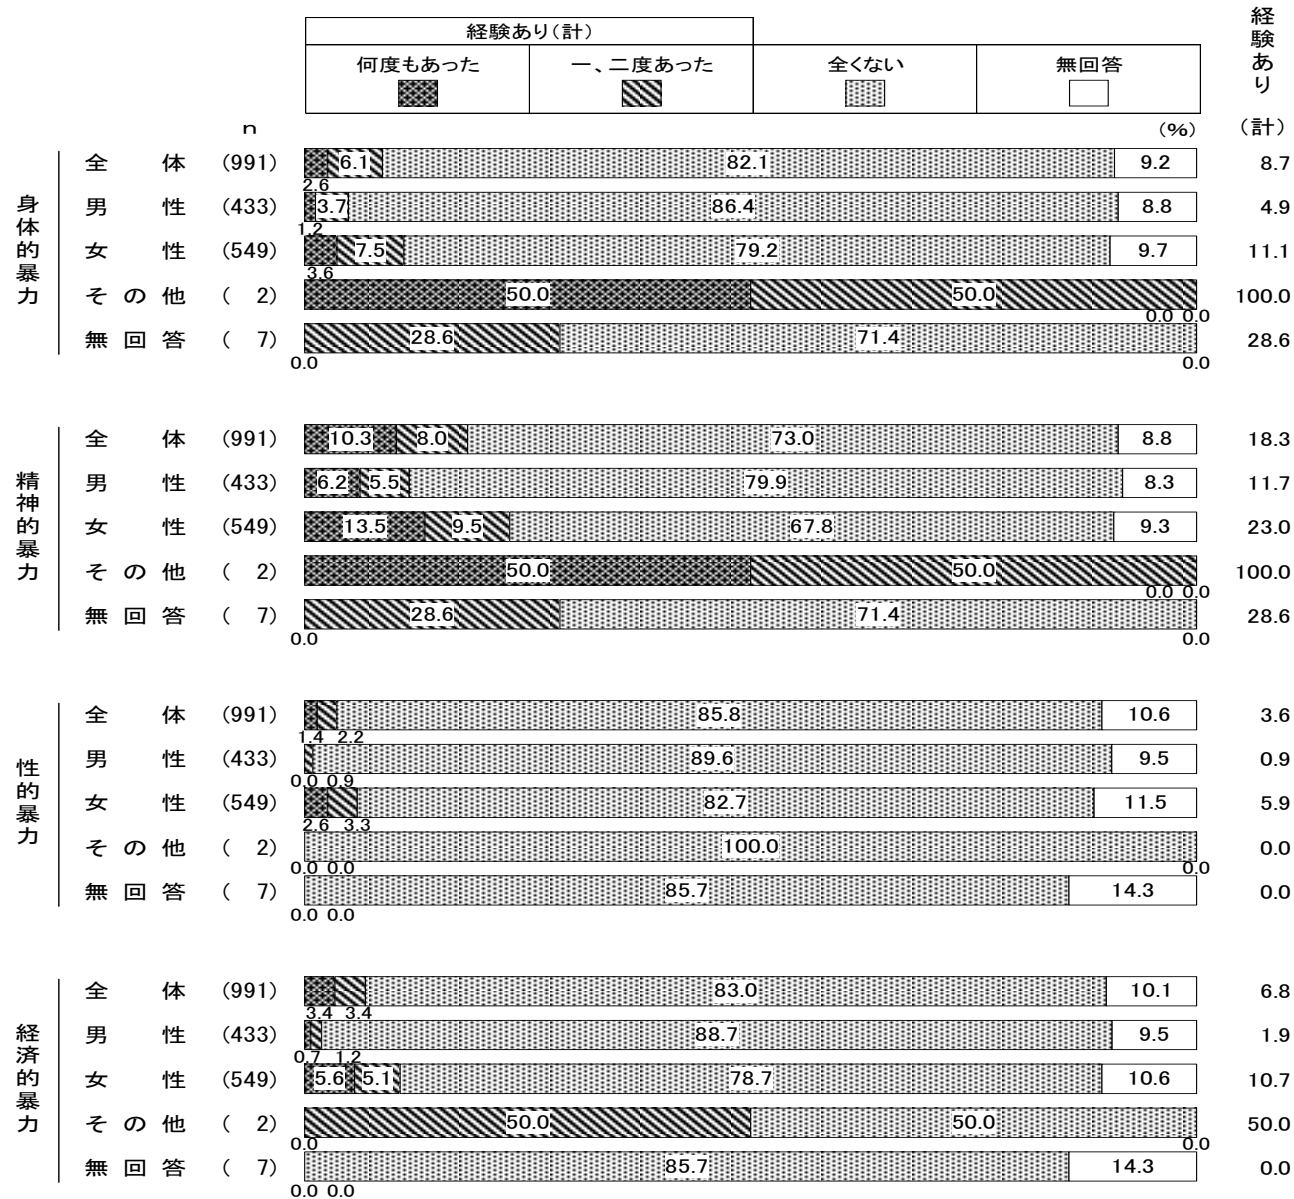 経験あり(計)
何度もあった 一、二度あった 全くない 無回答
経験あり(計)
n (%)
身体的暴力
全体 (991) 2.6 6.1 82.1 9.2 8.7
男性 (433) 1.2 3.7 86.4 8.8 4.9
女性 (549) 3.6 7.5 79.2 9.7 11.1
その他 ( 2) 50.0 50.0 0.0 0.0 100.0
無回答 ( 7) 0.0 28.6 71.4 0.0 28.6
精神的暴力
全体 (991) 10.3 8.0 73.0 8.8 18.3
男性 (433) 6.2 5.5 79.9 8.3 11.7
女性 (549) 13.5 9.5 67.8 9.3 23.0
その他 ( 2) 50.0 50.0 0.0 0.0 100.0
無回答 ( 7) 0.0 28.6 71.4 0.0 28.6
性的暴力
全体 (991) 1.4 2.2 85.8 10.6 3.6
男性 (433) 0.0 0.9 89.6 9.5 0.9
女性 (549) 2.6 3.3 82.7 11.5 5.9
その他 ( 2) 0.0 0.0 100.0 0.0 0.0
無回答 ( 7) 0.0 0.0 85.7 14.3 0.0
経済的暴力
全体 (991) 3.4 3.4 83.0 10.1 6.8
男性 (433) 0.7 1.2 88.7 9.5 1.9
女性 (549) 5.6 5.1 78.7 10.6 10.7
その他 ( 2) 0.0 50.0 50.0 0.0 50.0
無回答 ( 7) 0.0 0.0 85.7 14.3 0.0